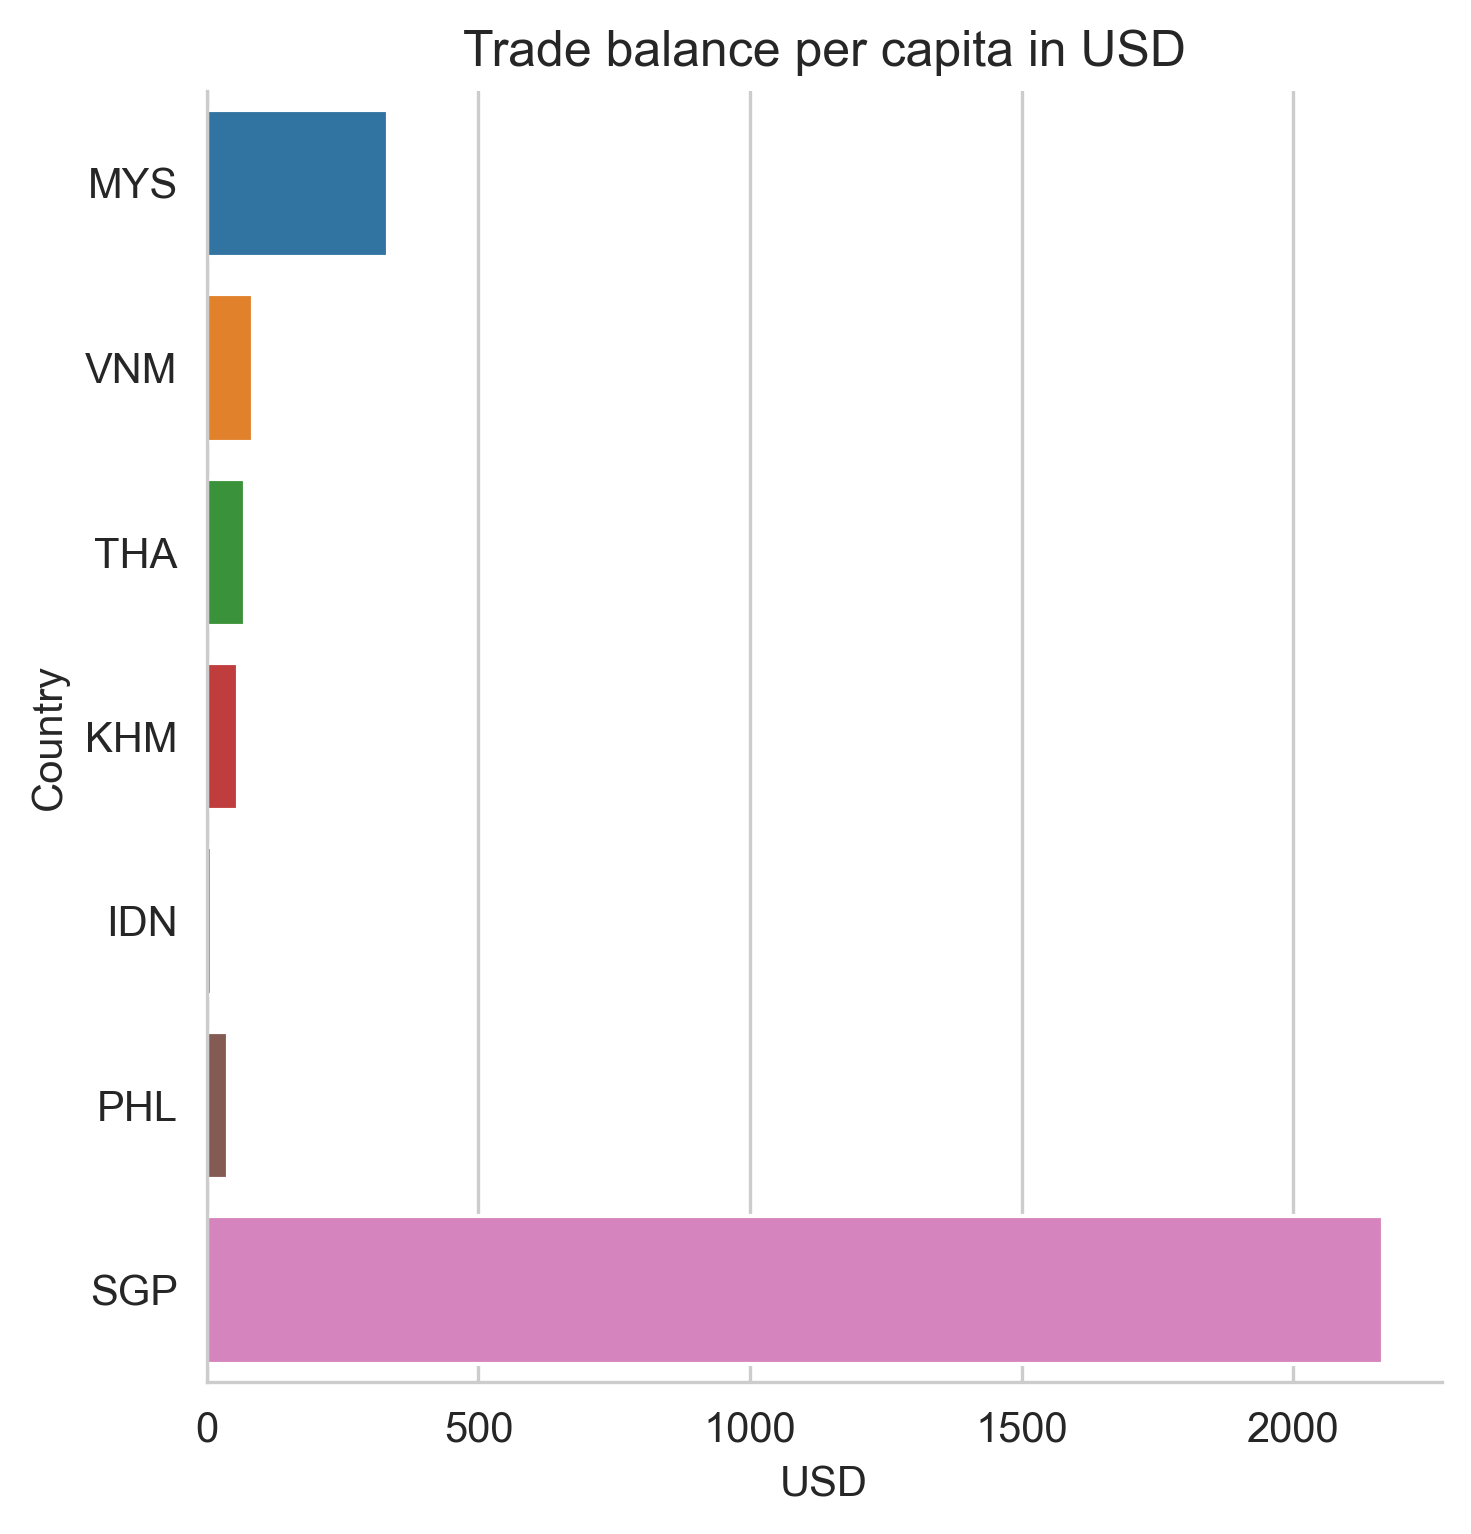 Trade balance per capita in USD
MYS
VNM
THA
KHM
IDN
PHL
SGP
Country
0 500 1000 1500 2000
USD